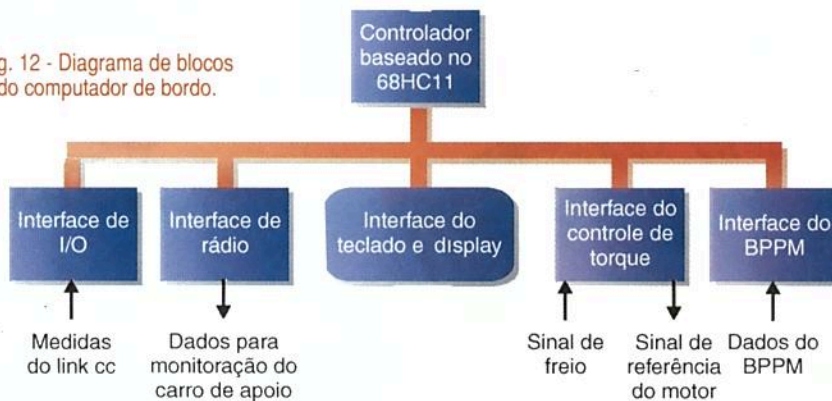 g. 12 - Diagrama de blocos
do computador de bordo.
Controlador
baseado no
68HC11
Interface de
I/O
Interface de
rádio
Interface do
teclado e display
Interface do
controle de
torque
Interface do
BPPM
Medidas
do link cc
Dados para
monitoração do
carro de apoio
Sinal de
freio
Sinal de
referência
do motor
Dados do
BPPM